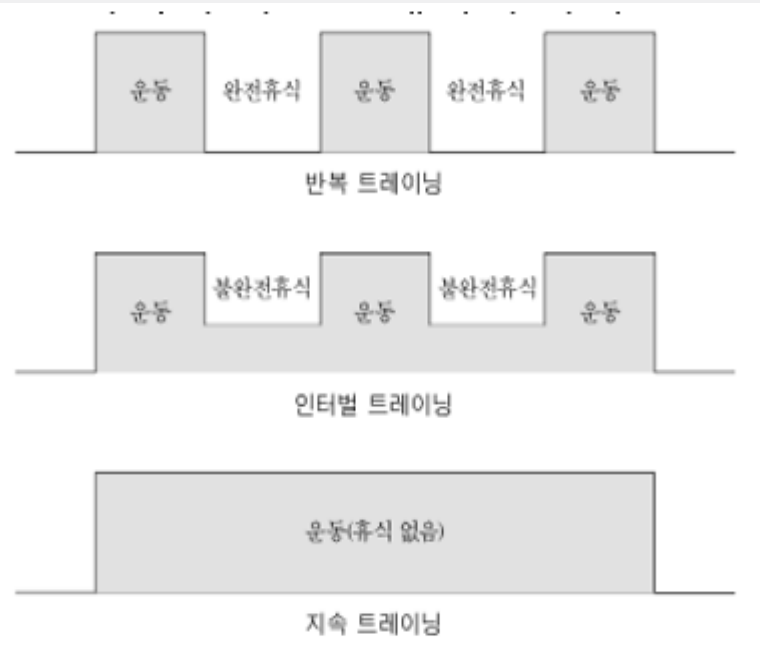 운동 완전휴식 운동 완전휴식 운동
반복 트레이닝
불완전휴식 불완전휴식
운동 운동 운동
인터벌 트레이닝
운동(휴식 없음)
지속 트레이닝